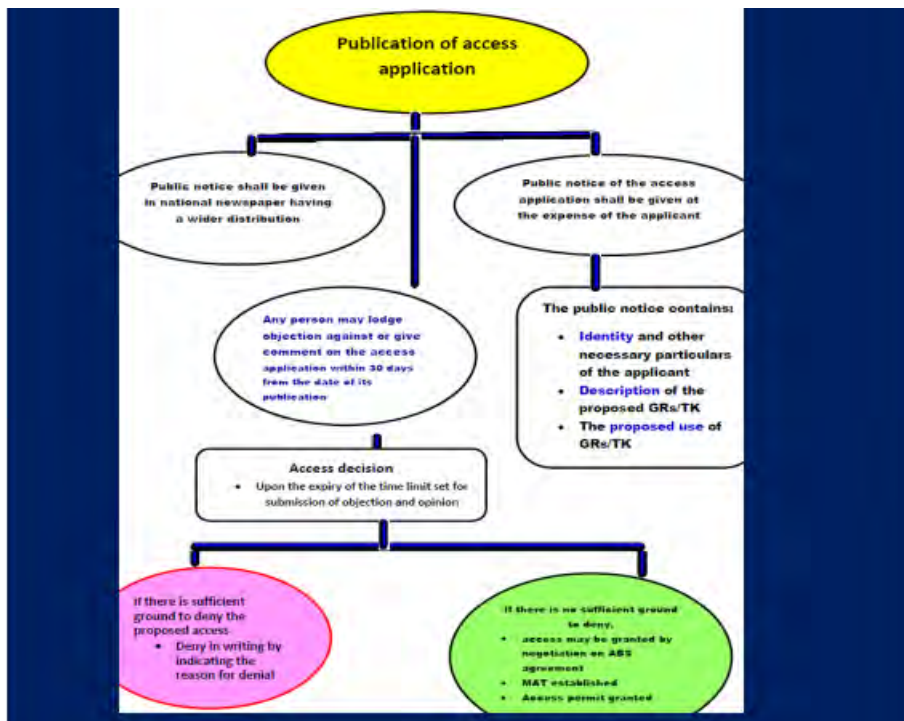 Publication of access
application
Public notice shall be given
in national newspaper having
a wider distribution
Public notice of the access
application shall be given at
the expense of the applicant
Any person may lodge
objection against or give
comment on the access
application within 30 days
from the date of its
publication
The public notice contains:
• Identity and other
necessary particulars
of the applicant
• Description of the
proposed GRs/TK
• The proposed use of
GRs/TK
Access decision
• Upon the expiry of the time limit set for
submission of objection and opinion
If there is sufficient
ground to deny the
proposed access
• Deny in writing by
indicating the
reason for denial
If there is no sufficient ground
to deny,
• access may be granted by
negotiation on ABS
agreement
• MAT established
• Access permit granted